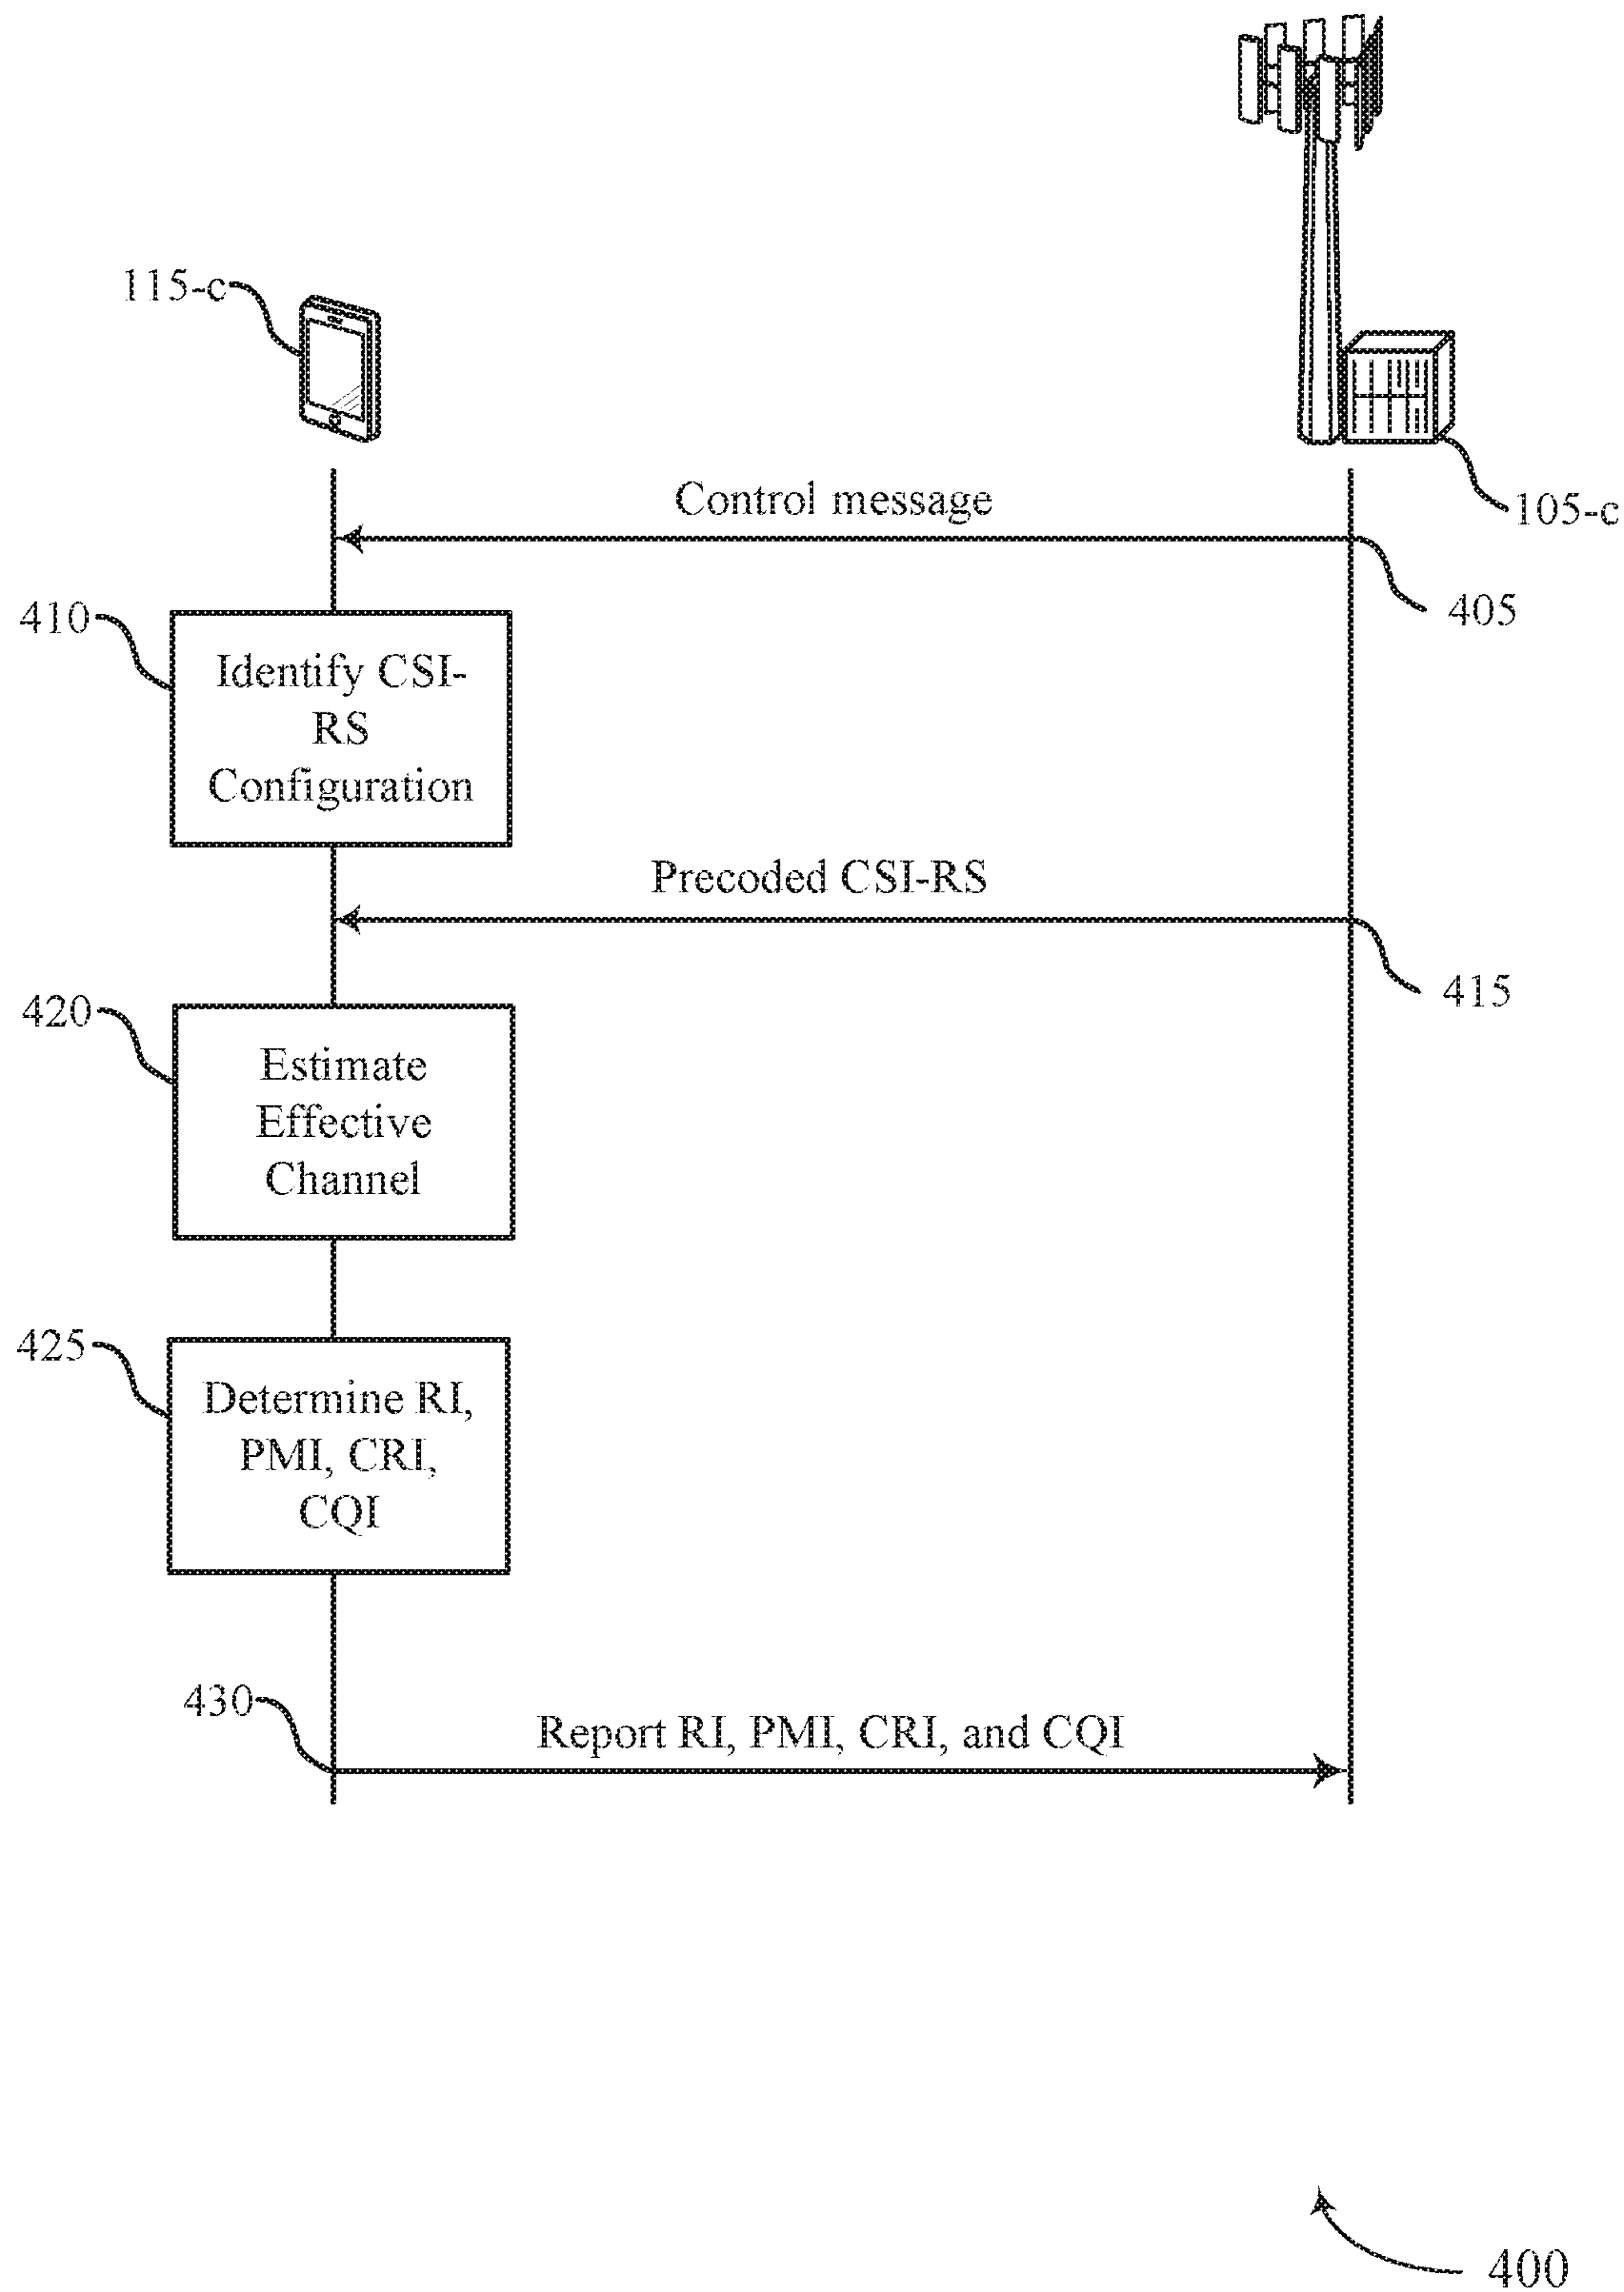 115-c
105-c
Control message
405
410
Identify CSI-
RS
Configuration
Precoded CSI-RS
415
420
Estimate
Effective
Channel
425
Determine RI,
PMI, CRI,
CQI
430
Report RI, PMI, CRI, and CQI
400